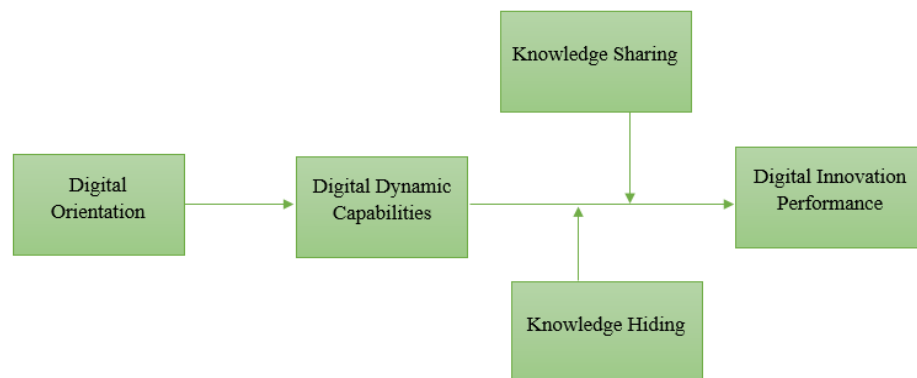 Knowledge Sharing
Digital
Orientation
Digital Dynamic
Capabilities
Digital Innovation
Performance
Knowledge Hiding